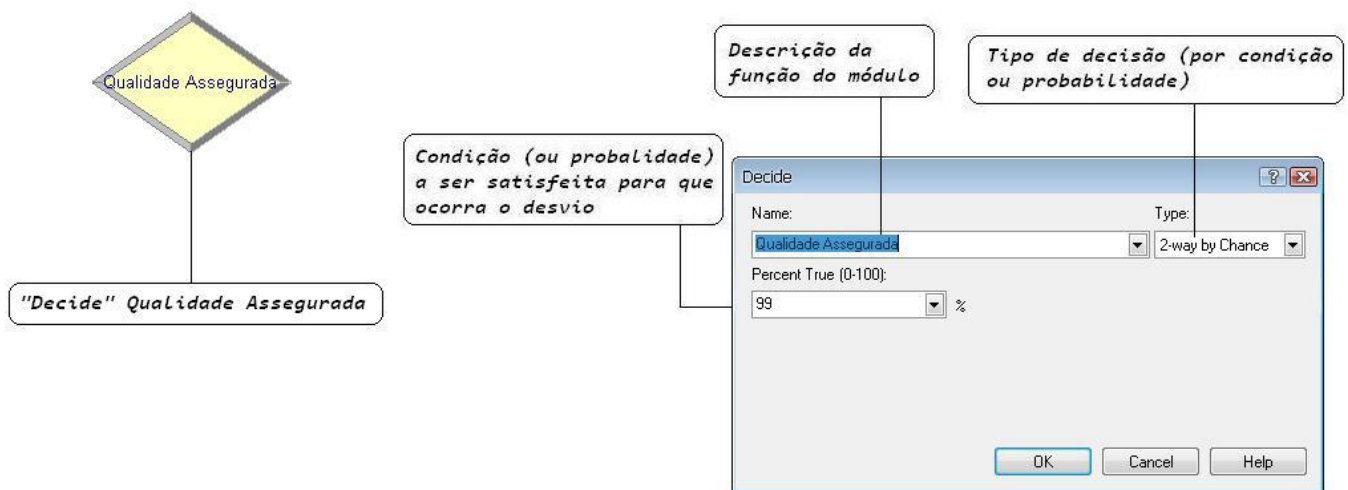 Qualidade Assegurada
"Decide" Qualidade Assegurada
Condição (ou probalidade)
a ser satisfeita para que
ocorra o desvio
Descrição da
função do módulo
Tipo de decisão (por condição
ou probabilidade)
Decide
Name:
Type:
Qualidade Assegurada
2-way by Chance
Percent True (0-100):
99
%
OK
Cancel
Help